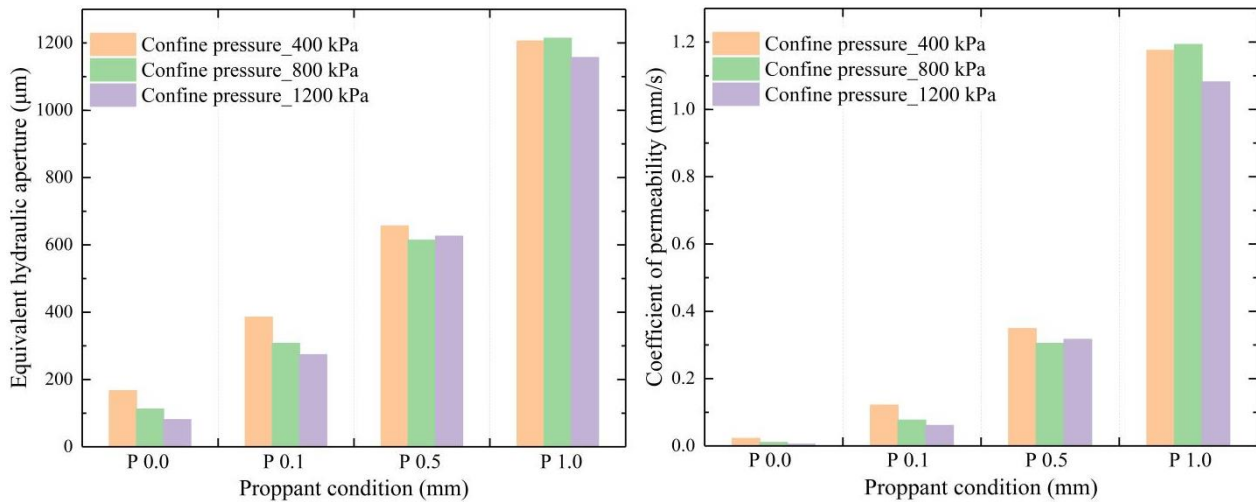 Equivalent hydraulic aperture (μm)
1200
1000
800
600
400
200
0
Confine pressure_400 kPa
Confine pressure_800 kPa
Confine pressure_1200 kPa
P 0.0 P 0.1 P 0.5 P 1.0
Proppant condition (mm)
Coefficient of permeability (mm/s)
1.2
1.0
0.8
0.6
0.4
0.2
0.0
Confine pressure_400 kPa
Confine pressure_800 kPa
Confine pressure_1200 kPa
P 0.0 P 0.1 P 0.5 P 1.0
Proppant condition (mm)